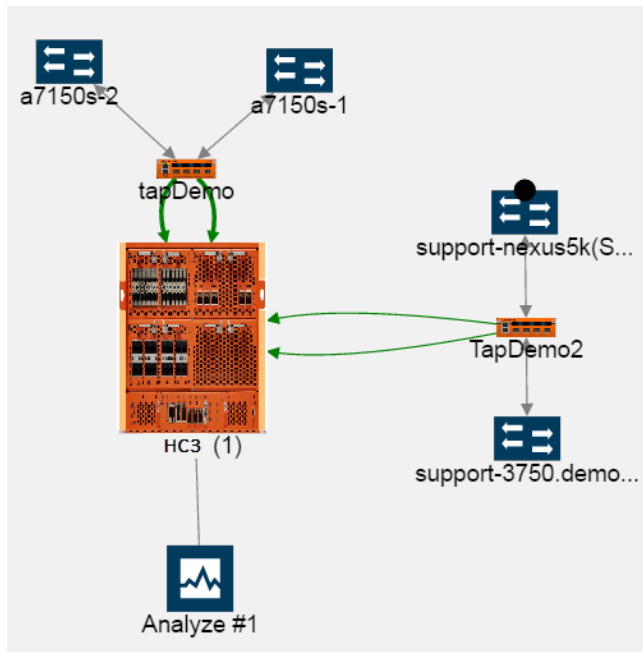 a7150s-2
a7150s-1
tapDemo
support-nexus5k(S...
TapDemo2
HC3 (1)
support-3750.demo...
Analyze #1